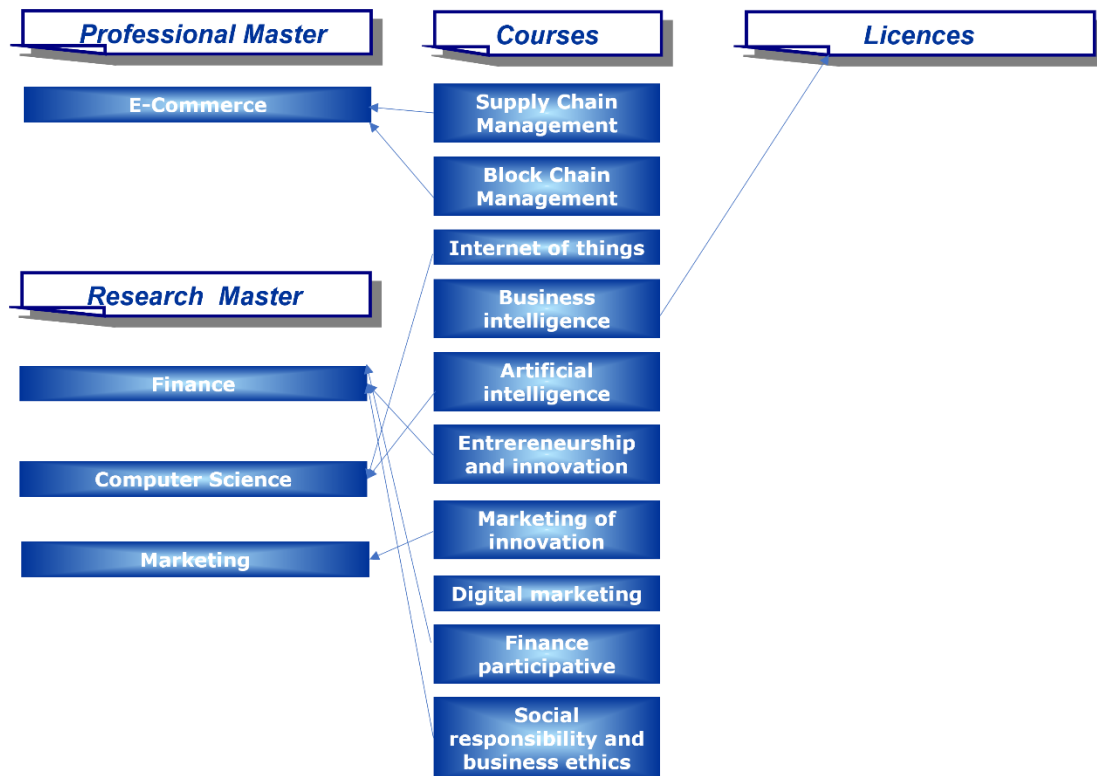 Professional Master
E-Commerce
Research  Master
Finance
Computer Science
Marketing
Courses
Supply Chain
Management
Block Chain
Management
Internet of things
Business
intelligence
Artificial
intelligence
Entrereneurship
and innovation
Marketing of
innovation
Digital marketing
Finance
participative
Social
responsibility and
business ethics
Licences